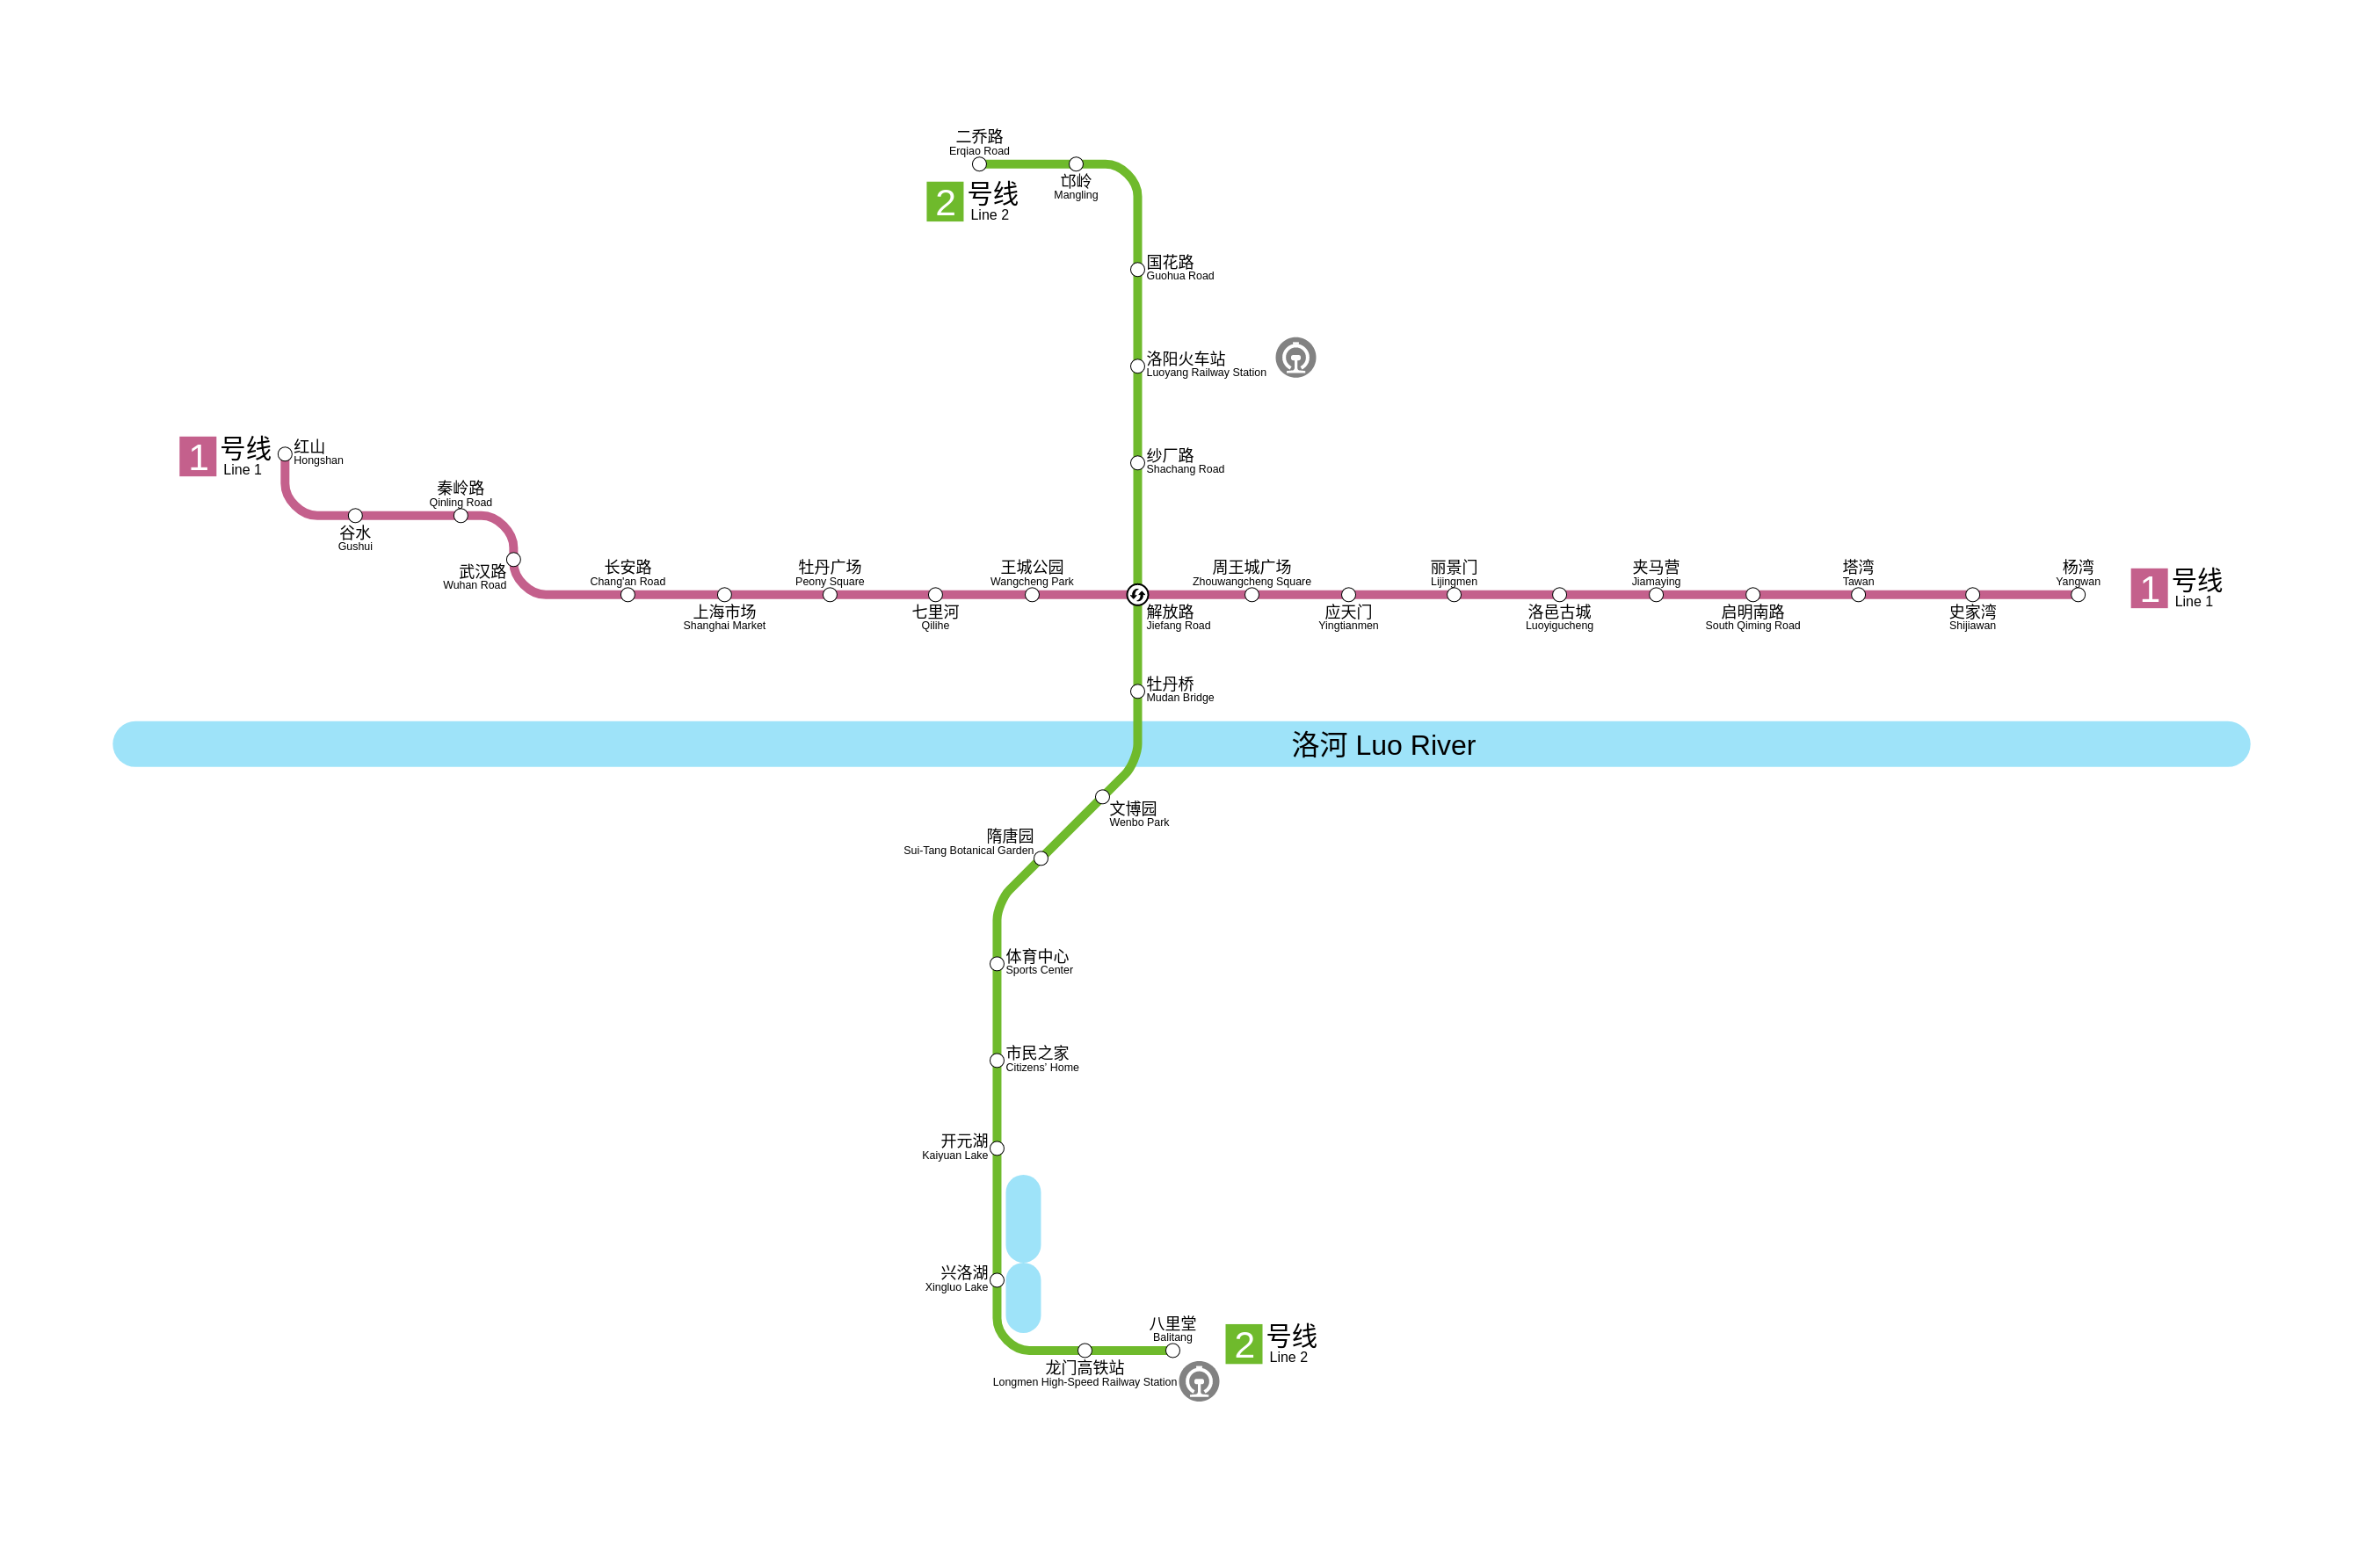 二乔路
Erqiao Road
邙岭
Mangling
2 号线
Line 2
国花路
Guohua Road
洛阳火车站
Luoyang Railway Station
纱厂路
Shachang Road
1 号线
Line 1
红山
Hongshan
秦岭路
Qinling Road
谷水
Gushui
武汉路
Wuhan Road
长安路
Chang'an Road
上海市场
Shanghai Market
牡丹广场
Peony Square
七里河
Qilihe
王城公园
Wangcheng Park
解放路
Jiefang Road
周王城广场
Zhouwangcheng Square
应天门
Yingtianmen
丽景门
Lijingmen
洛邑古城
Luoyigucheng
夹马营
Jiamaying
启明南路
South Qiming Road
塔湾
Tawan
史家湾
Shijiawan
杨湾
Yangwan
1 号线
Line 1
牡丹桥
Mudan Bridge
洛河 Luo River
文博园
Wenbo Park
隋唐园
Sui-Tang Botanical Garden
体育中心
Sports Center
市民之家
Citizens' Home
开元湖
Kaiyuan Lake
兴洛湖
Xingluo Lake
八里堂
Balitang
2 号线
Line 2
龙门高铁站
Longmen High-Speed Railway Station